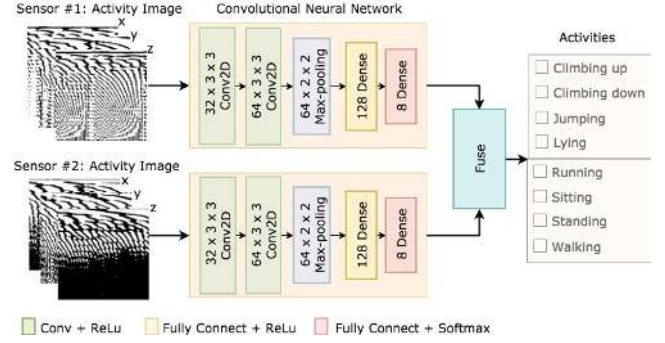 Sensor #1: Activity Image
x
y
z
Convolutional Neural Network
32 x 3 x 3
Conv2D
64 x 3 x 3
Conv2D
64 x 2 x 2
Max-pooling
128 Dense
8 Dense
Sensor #2: Activity Image
x
y
z
32 x 3 x 3
Conv2D
64 x 3 x 3
Conv2D
64 x 2 x 2
Max-pooling
128 Dense
8 Dense
Fuse
Activities
Climbing up
Climbing down
Jumping
Lying
Running
Sitting
Standing
Walking
Conv + ReLu
Fully Connect + ReLu
Fully Connect + Softmax